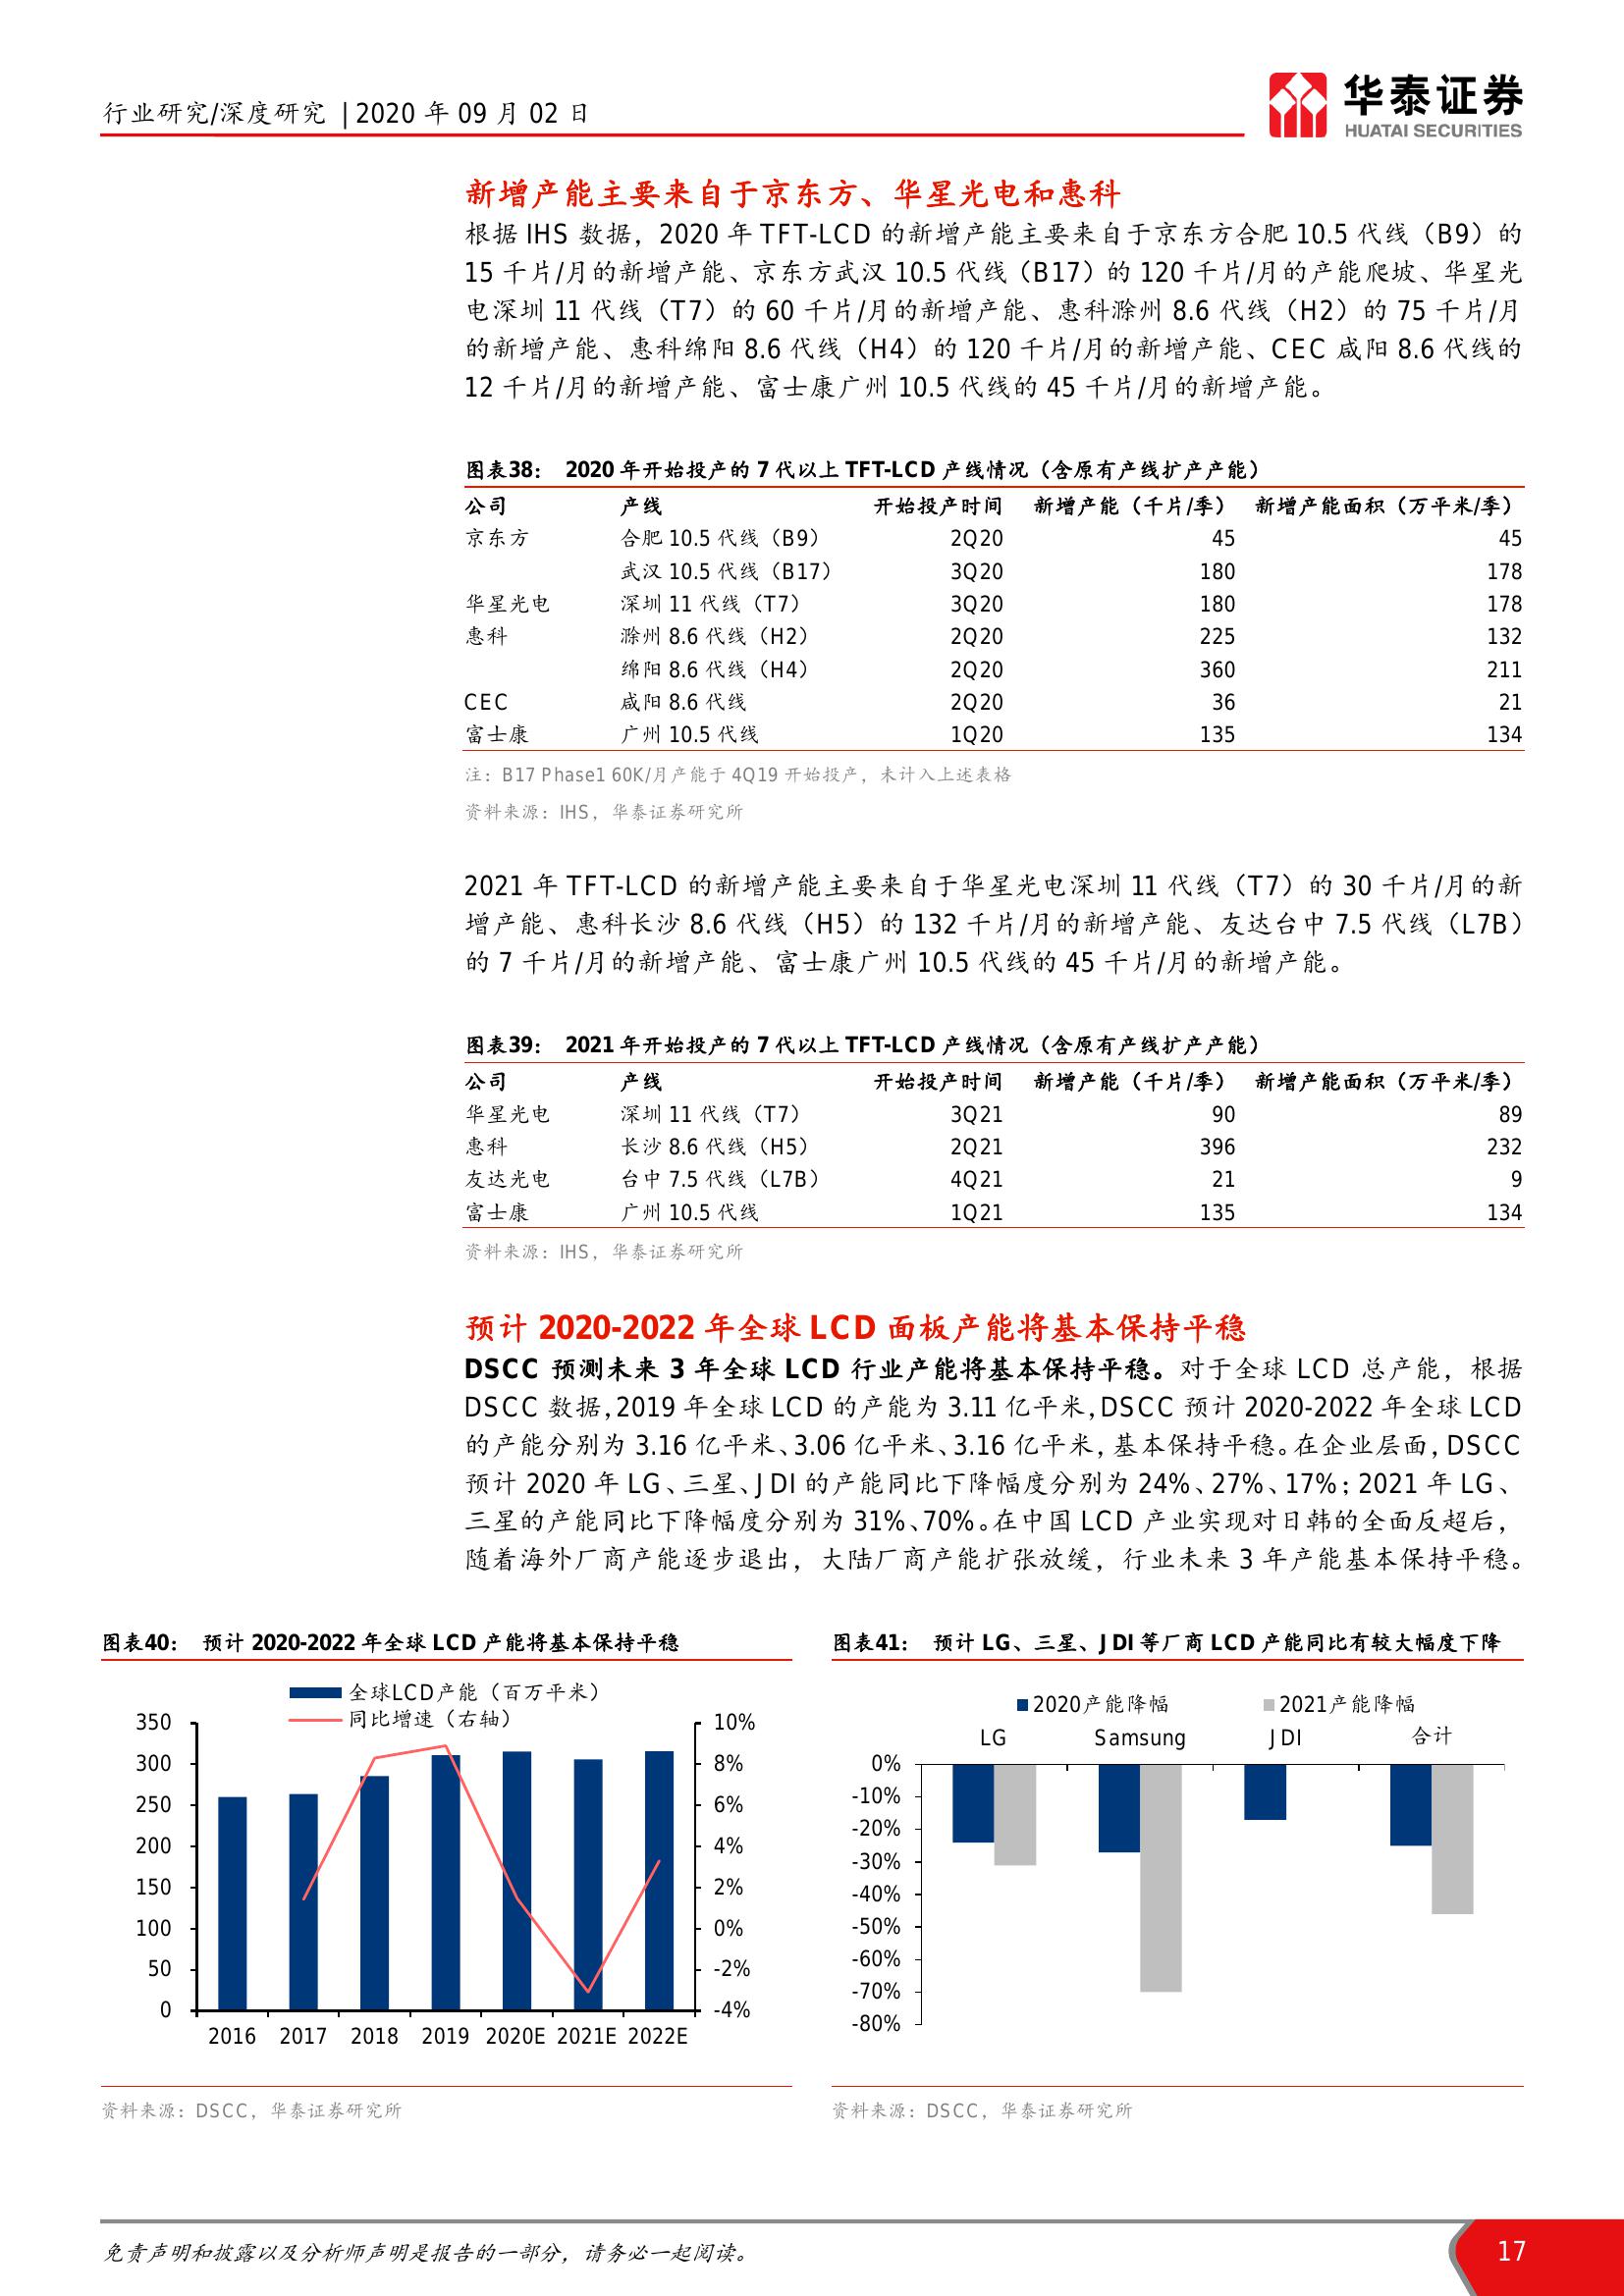 行业研究/深度研究 | 2020 年 09 月 02 日
华泰证券
HUATAI SECURITIES
新增产能主要来自于京东方、华星光电和惠科
根据 IHS 数据，2020 年 TFT-LCD 的新增产能主要来自于京东方合肥 10.5 代线（B9）的
15 千片/月的新增产能、京东方武汉 10.5 代线（B17）的 120 千片/月的产能爬坡、华星光
电深圳 11 代线（T7）的 60 千片/月的新增产能、惠科滁州 8.6 代线（H2）的 75 千片/月
的新增产能、惠科绵阳 8.6 代线（H4）的 120 千片/月的新增产能、CEC 咸阳 8.6 代线的
12 千片/月的新增产能、富士康广州 10.5 代线的 45 千片/月的新增产能。
图表38： 2020 年开始投产的 7 代以上 TFT-LCD 产线情况（含原有产线扩产产能）
公司 产线 开始投产时间 新增产能（千片/季） 新增产能面积（万平米/季）
京东方 合肥 10.5 代线（B9） 2Q20 45 45
武汉 10.5 代线（B17） 3Q20 180 178
华星光电 深圳 11 代线（T7） 3Q20 180 178
惠科 滁州 8.6 代线（H2） 2Q20 225 132
绵阳 8.6 代线（H4） 2Q20 360 211
CEC 咸阳 8.6 代线 2Q20 36 21
富士康 广州 10.5 代线 1Q20 135 134
注：B17 Phase1 60K/月产能于 4Q19 开始投产，未计入上述表格
资料来源：IHS，华泰证券研究所
2021 年 TFT-LCD 的新增产能主要来自于华星光电深圳 11 代线（T7）的 30 千片/月的新
增产能、惠科长沙 8.6 代线（H5）的 132 千片/月的新增产能、友达台中 7.5 代线（L7B）
的 7 千片/月的新增产能、富士康广州 10.5 代线的 45 千片/月的新增产能。
图表39： 2021 年开始投产的 7 代以上 TFT-LCD 产线情况（含原有产线扩产产能）
公司 产线 开始投产时间 新增产能（千片/季） 新增产能面积（万平米/季）
华星光电 深圳 11 代线（T7） 3Q21 90 89
惠科 长沙 8.6 代线（H5） 2Q21 396 232
友达光电 台中 7.5 代线（L7B） 4Q21 21 9
富士康 广州 10.5 代线 1Q21 135 134
资料来源：IHS，华泰证券研究所
预计 2020-2022 年全球 LCD 面板产能将基本保持平稳
DSCC 预测未来 3 年全球 LCD 行业产能将基本保持平稳。对于全球 LCD 总产能，根据
DSCC 数据，2019 年全球 LCD 的产能为 3.11 亿平米，DSCC 预计 2020-2022 年全球 LCD
的产能分别为 3.16 亿平米、3.06 亿平米、3.16 亿平米，基本保持平稳。在企业层面，DSCC
预计 2020 年 LG、三星、JDI 的产能同比下降幅度分别为 24%、27%、17%；2021 年 LG、
三星的产能同比下降幅度分别为 31%、70%。在中国 LCD 产业实现对日韩的全面反超后，
随着海外厂商产能逐步退出，大陆厂商产能扩张放缓，行业未来 3 年产能基本保持平稳。
图表40： 预计 2020-2022 年全球 LCD 产能将基本保持平稳
全球LCD产能（百万平米）
同比增速（右轴）
350 10%
300 8%
250 6%
200 4%
150 2%
100 0%
50 -2%
0 -4%
2016 2017 2018 2019 2020E 2021E 2022E
资料来源：DSCC，华泰证券研究所
图表41： 预计 LG、三星、JDI 等厂商 LCD 产能同比有较大幅度下降
2020产能降幅 2021产能降幅
LG Samsung JDI 合计
0%
-10%
-20%
-30%
-40%
-50%
-60%
-70%
-80%
资料来源：DSCC，华泰证券研究所
免责声明和披露以及分析师声明是报告的一部分，请务必一起阅读。
17